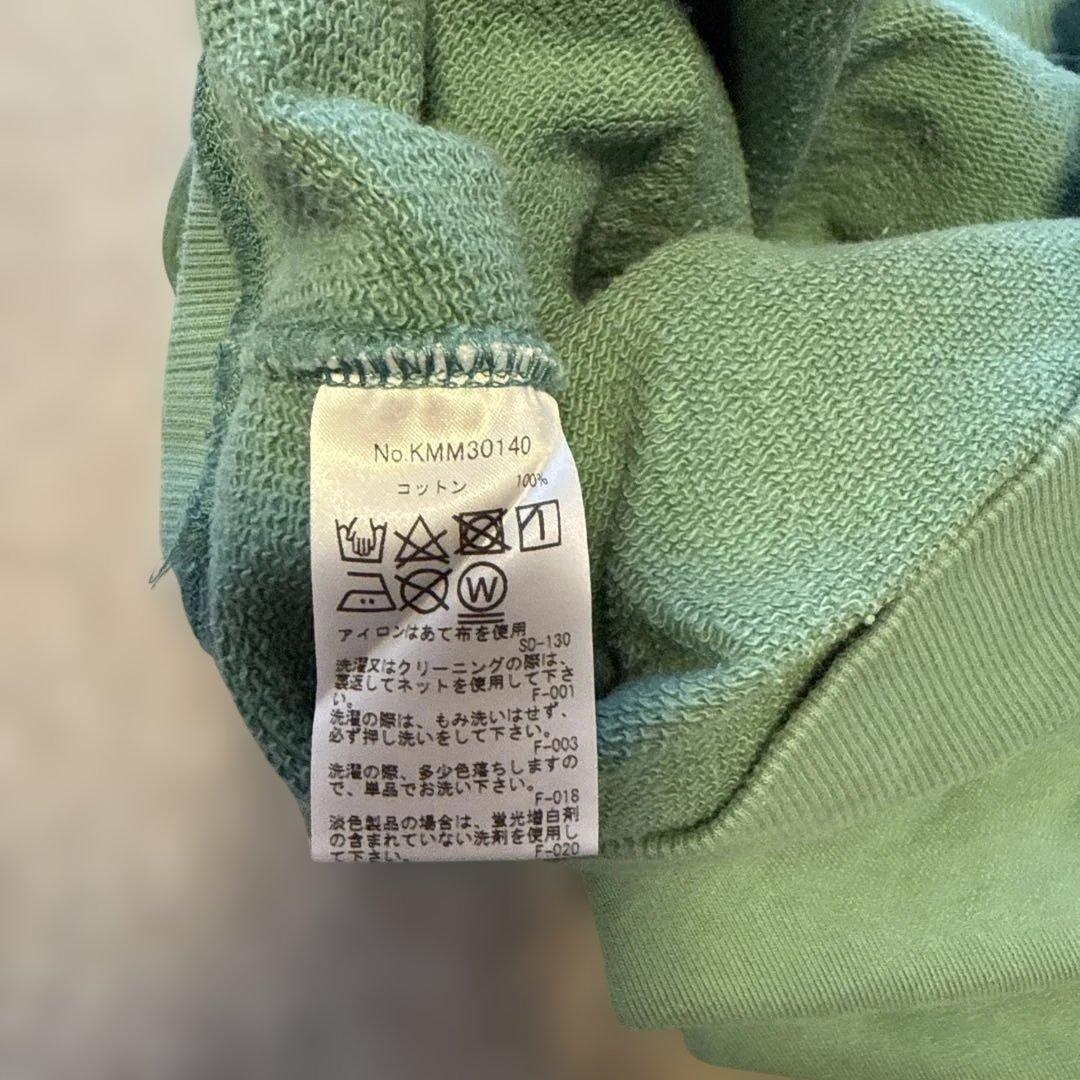 No.KMM30140
コットン 100%
W
アイロンはあて布を使用
SD-130
洗濯又はクリーニングの際は、
裏返してネットを使用して下さ
い。
F-001
洗濯の際は、もみ洗いはせず、
必ず押し洗いをして下さい。
F-003
洗濯の際、多少色落ちしますの
で、単品でお洗い下さい。
F-018
淡色製品の場合は、蛍光増白剤
の含まれていない洗剤を使用し
て下さい。
F-020